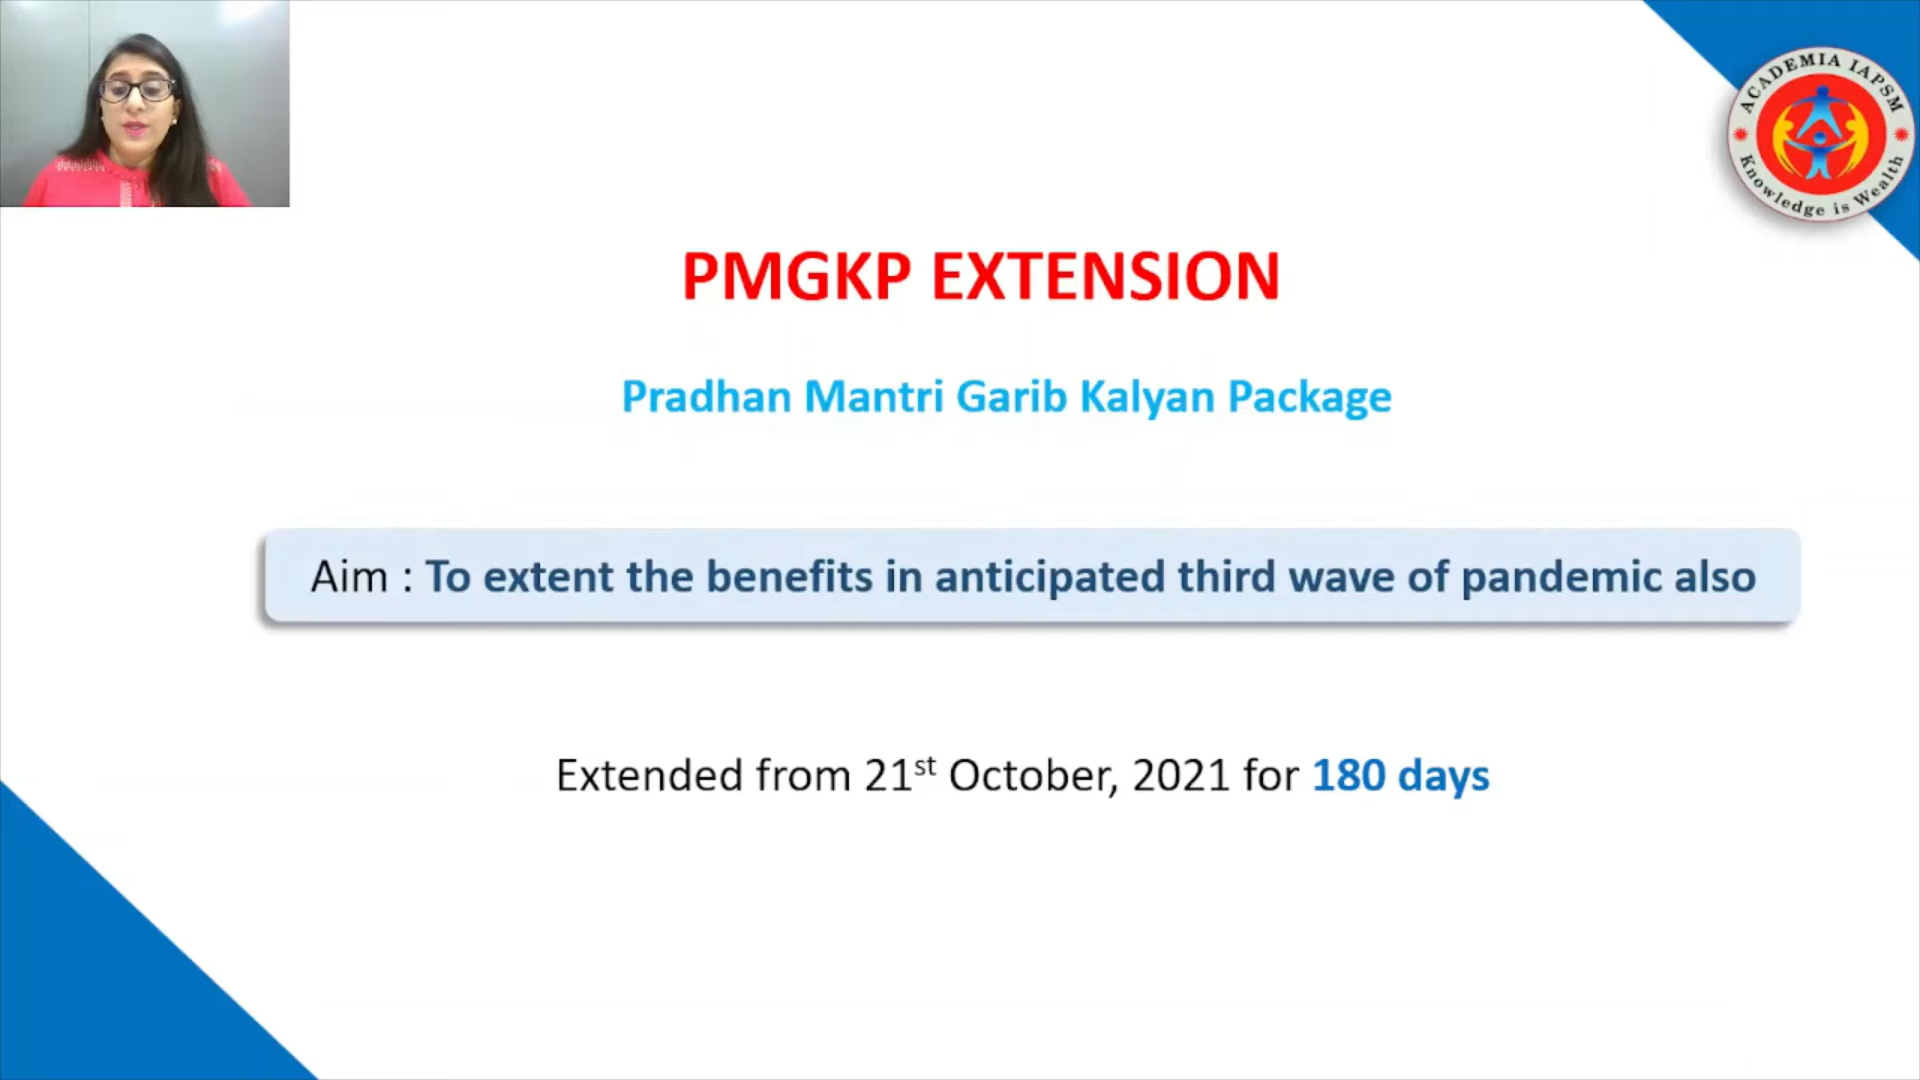 ACADEMIA IAPSM
Knowledge is Wealth
PMGKP EXTENSION
Pradhan Mantri Garib Kalyan Package
Aim : To extent the benefits in anticipated third wave of pandemic also
Extended from 21st October, 2021 for 180 days